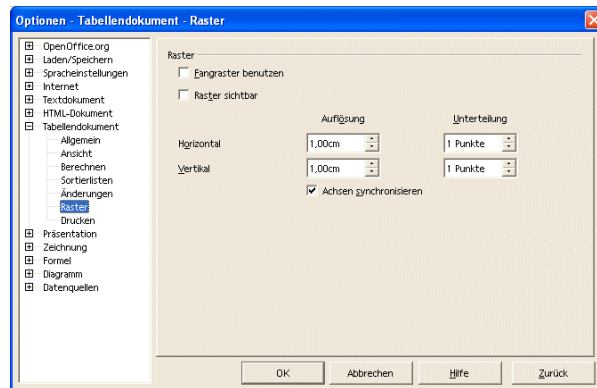 Optionen - Tabellendokument - Raster
OpenOffice.org
Laden/Speichern
Spracheinstellungen
Internet
Textdokument
HTML-Dokument
Tabellendokument
Allgemein
Ansicht
Berechnen
Sortierlisten
Änderungen
Raster
Drucken
Präsentation
Zeichnung
Formel
Diagramm
Datenquellen
Raster
Fangraster benutzen
Raster sichtbar
Auflösung Unterteilung
Horizontal 1,00cm 1 Punkte
Vertikal 1,00cm 1 Punkte
Achsen synchronisieren
OK Abbrechen Hilfe Zurück